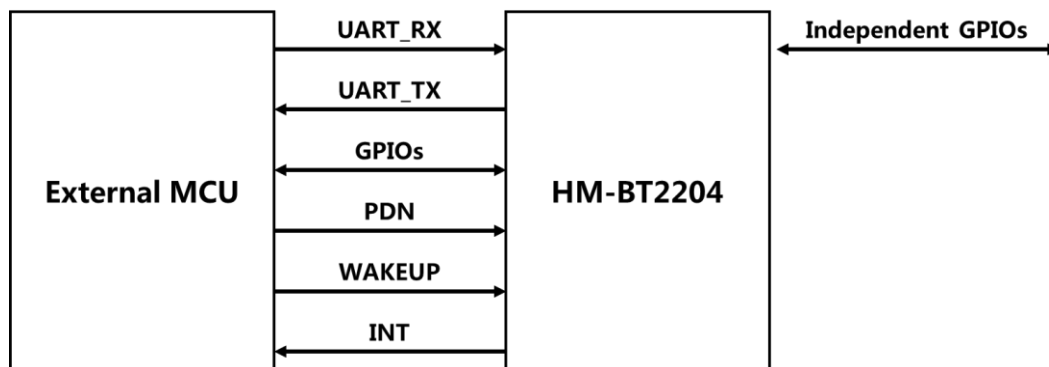 UART_RX
Independent GPIOs
UART_TX
GPIOs
External MCU
HM-BT2204
PDN
WAKEUP
INT